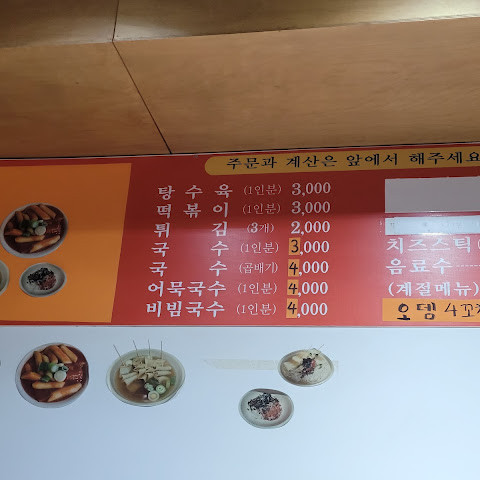 주문과 계산은 앞에서 해주세요
탕 수 육 (1인분) 3,000
떡 볶 이 (1인분) 3,000
튀 김 (3개) 2,000
국 수 (1인분) 3,000
국 수 (곱배기) 4,000
어묵국수 (1인분) 4,000
비빔국수 (1인분) 4,000
치즈스틱(
음료수
(계절메뉴)
오뎀 4꼬